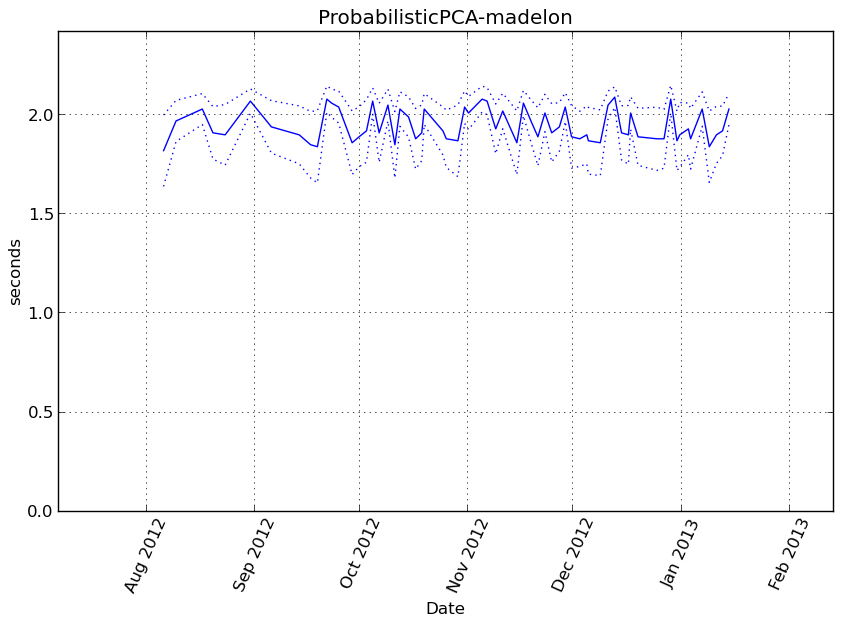 ProbabilisticPCA-madelon
2.0
1.5
1.0
0.5
0.0
seconds
Aug 2012
Sep 2012
Oct 2012
Nov 2012
Dec 2012
Jan 2013
Feb 2013
Date